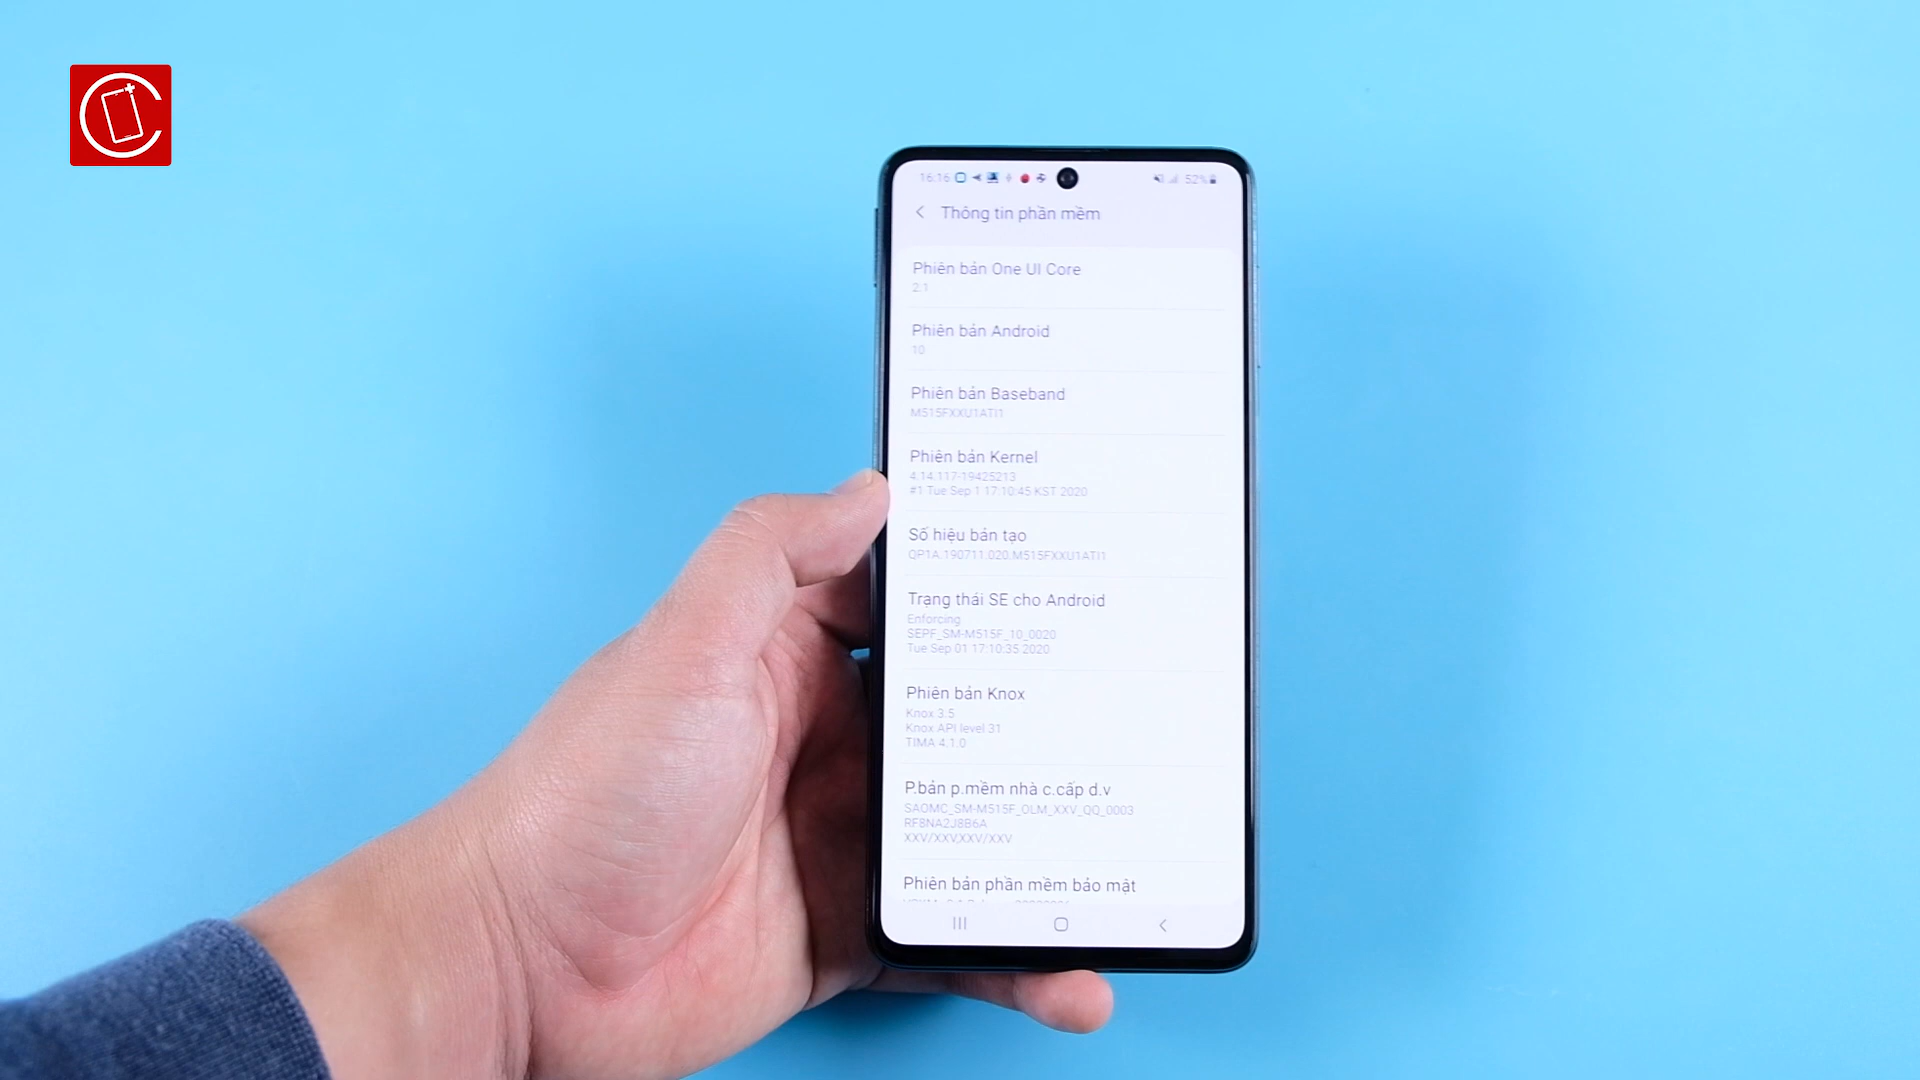 16:16
52%
Thông tin phần mềm
Phiên bản One UI Core
2.1
Phiên bản Android
10
Phiên bản Baseband
M515FXXU1ATI1
Phiên bản Kernel
4.14.117-19425213
#1 Tue Sep 1 17:10:45 KST 2020
Số hiệu bản tạo
QP1A.190711.020.M515FXXU1ATI1
Trạng thái SE cho Android
Enforcing
SEPF_SM-M515F_10_0020
Tue Sep 01 17:10:35 2020
Phiên bản Knox
Knox 3.5
Knox API level 31
TIMA 4.1.0
P.bản p.mềm nhà c.cấp d.v
SAOMC_SM-M515F_OLM_XXV_QQ_0003
RF8NA2J8B6A
XXV/XXV,XXV/XXV
Phiên bản phần mềm bảo mật